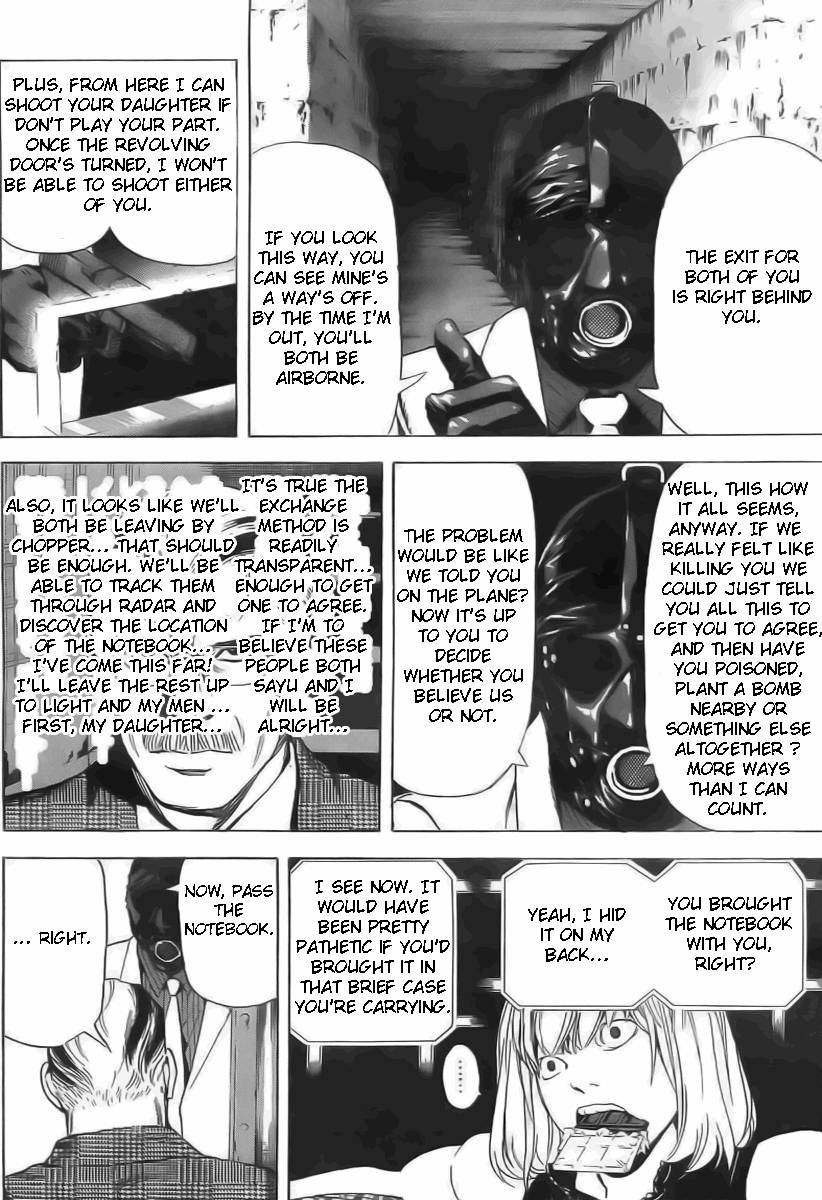 THE EXIT FOR
BOTH OF YOU
IS RIGHT BEHIND
YOU.
IF YOU LOOK
THIS WAY, YOU
CAN SEE MINE'S
A WAY'S OFF.
BY THE TIME I'M
OUT, YOU'LL
BOTH BE
AIRBORNE.
PLUS, FROM HERE I CAN
SHOOT YOUR DAUGHTER IF
DON'T PLAY YOUR PART.
ONCE THE REVOLVING
DOOR'S TURNED, I WON'T
BE ABLE TO SHOOT EITHER
OF YOU.
WELL, THIS HOW
IT ALL SEEMS,
ANYWAY. IF WE
REALLY FELT LIKE
KILLING YOU WE
COULD JUST TELL
YOU ALL THIS TO
GET YOU TO AGREE,
AND THEN HAVE
YOU POISONED,
PLANT A BOMB
NEARBY OR
SOMETHING ELSE
ALTOGETHER ?
MORE WAYS
THAN I CAN
COUNT.
THE PROBLEM
WOULD BE LIKE
WE TOLD YOU
ON THE PLANE?
NOW IT'S UP
TO YOU TO
DECIDE
WHETHER YOU
BELIEVE US
OR NOT.
IT'S TRUE THE
EXCHANGE
METHOD IS
READILY
TRANSPARENT...
ENOUGH TO GET
ONE TO AGREE.
IF I'M TO
BELIEVE THESE
PEOPLE BOTH
SAYU AND I
WILL BE
ALRIGHT...
ALSO, IT LOOKS LIKE WE'LL
BOTH BE LEAVING BY
CHOPPER... THAT SHOULD
BE ENOUGH. WE'LL BE
ABLE TO TRACK THEM
THROUGH RADAR AND
DISCOVER THE LOCATION
OF THE NOTEBOOK...
I'VE COME THIS FAR!
I'LL LEAVE THE REST UP
TO LIGHT AND MY MEN ...
FIRST, MY DAUGHTER...
YOU BROUGHT
THE NOTEBOOK
WITH YOU,
RIGHT?
YEAH, I HID
IT ON MY
BACK...
I SEE NOW. IT
WOULD HAVE
BEEN PRETTY
PATHETIC IF YOU'D
BROUGHT IT IN
THAT BRIEF CASE
YOU'RE CARRYING.
......
NOW, PASS
THE
NOTEBOOK.
... RIGHT.